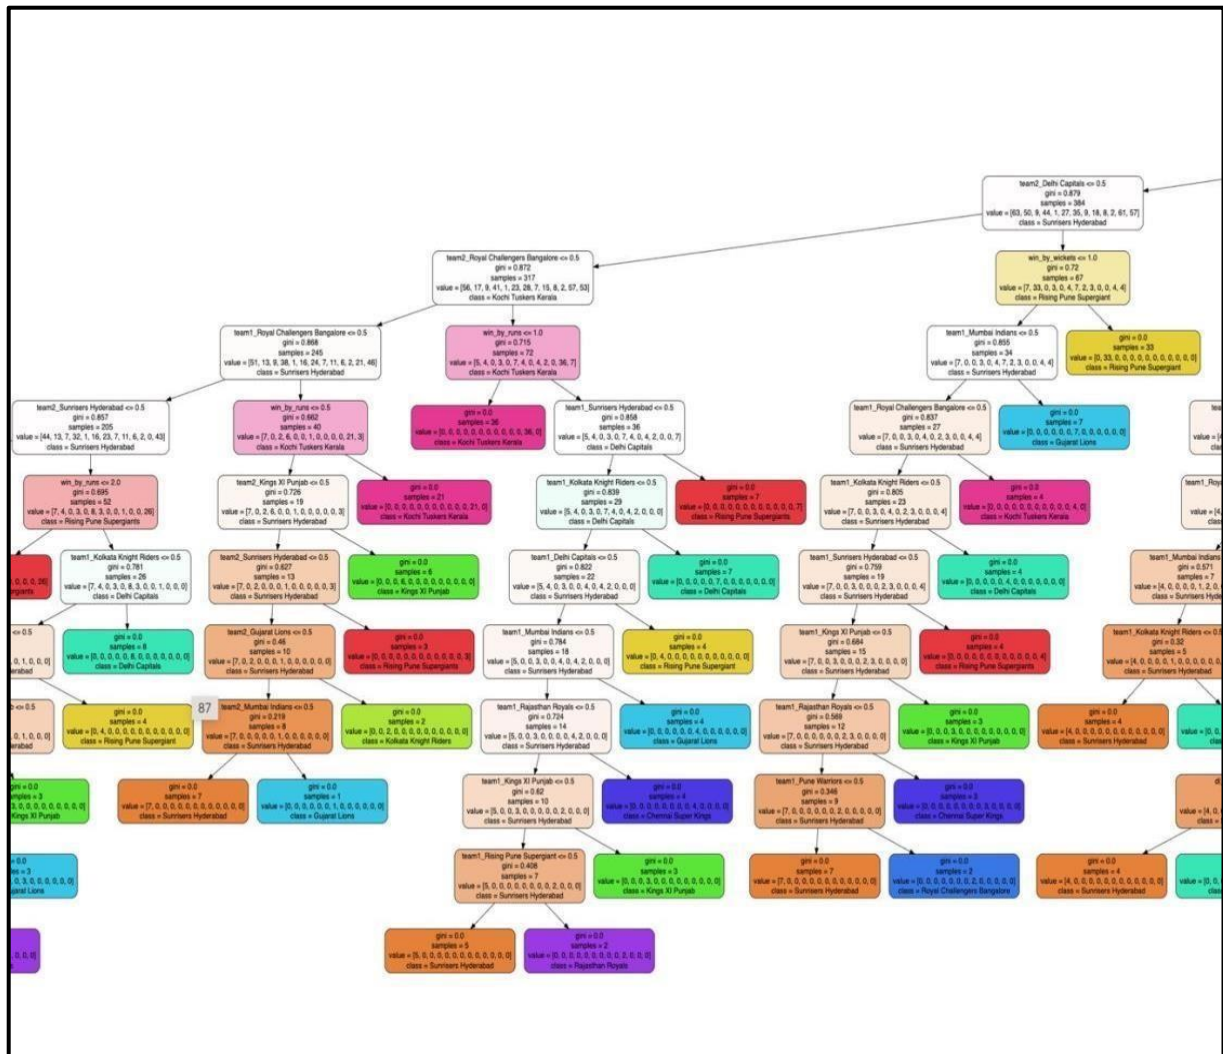 team2_Delhi Capitals <= 0.5
gini = 0.879
samples = 384
value = [63, 50, 9, 44, 1, 27, 35, 9, 18, 8, 2, 61, 57]
class = Sunrisers Hyderabad
team2_Royal Challengers Bangalore <= 0.5
gini = 0.872
samples = 317
value = [56, 17, 9, 41, 1, 23, 28, 7, 15, 8, 2, 57, 53]
class = Kochi Tuskers Kerala
win_by_wickets <= 1.0
gini = 0.72
samples = 67
value = [7, 33, 0, 3, 0, 4, 7, 2, 3, 0, 0, 4, 4]
class = Rising Pune Supergiant
team1_Royal Challengers Bangalore <= 0.5
gini = 0.868
samples = 245
value = [51, 13, 9, 38, 1, 16, 24, 7, 11, 6, 2, 21, 46]
class = Sunrisers Hyderabad
win_by_runs <= 1.0
gini = 0.715
samples = 72
value = [5, 4, 0, 3, 0, 7, 4, 0, 4, 2, 0, 36, 7]
class = Kochi Tuskers Kerala
team1_Mumbai Indians <= 0.5
gini = 0.855
samples = 34
value = [7, 0, 0, 3, 0, 4, 7, 2, 3, 0, 0, 4, 4]
class = Sunrisers Hyderabad
gini = 0.0
samples = 33
value = [0, 33, 0, 0, 0, 0, 0, 0, 0, 0, 0, 0, 0]
class = Rising Pune Supergiant
team2_Sunrisers Hyderabad <= 0.5
gini = 0.857
samples = 205
value = [44, 13, 7, 32, 1, 16, 23, 7, 11, 6, 2, 0, 43]
class = Sunrisers Hyderabad
win_by_runs <= 0.5
gini = 0.662
samples = 40
value = [7, 0, 2, 6, 0, 0, 1, 0, 0, 0, 0, 21, 3]
class = Kochi Tuskers Kerala
gini = 0.0
samples = 36
value = [0, 0, 0, 0, 0, 0, 0, 0, 0, 0, 0, 36, 0]
class = Kochi Tuskers Kerala
team1_Sunrisers Hyderabad <= 0.5
gini = 0.858
samples = 36
value = [5, 4, 0, 3, 0, 7, 4, 0, 4, 2, 0, 0, 7]
class = Delhi Capitals
team1_Royal Challengers Bangalore <= 0.5
gini = 0.837
samples = 27
value = [7, 0, 0, 3, 0, 4, 0, 2, 3, 0, 0, 4, 4]
class = Sunrisers Hyderabad
gini = 0.0
samples = 7
value = [0, 0, 0, 0, 0, 0, 7, 0, 0, 0, 0, 0, 0]
class = Gujarat Lions
win_by_runs <= 2.0
gini = 0.695
samples = 52
value = [7, 4, 0, 3, 0, 8, 3, 0, 0, 1, 0, 0, 26]
class = Rising Pune Supergiants
team2_Kings XI Punjab <= 0.5
gini = 0.726
samples = 19
value = [7, 0, 2, 6, 0, 0, 1, 0, 0, 0, 0, 0, 3]
class = Sunrisers Hyderabad
gini = 0.0
samples = 21
value = [0, 0, 0, 0, 0, 0, 0, 0, 0, 0, 0, 21, 0]
class = Kochi Tuskers Kerala
team1_Kolkata Knight Riders <= 0.5
gini = 0.839
samples = 29
value = [5, 4, 0, 3, 0, 7, 4, 0, 4, 2, 0, 0, 0]
class = Delhi Capitals
gini = 0.0
samples = 7
value = [0, 0, 0, 0, 0, 0, 0, 0, 0, 0, 0, 0, 7]
class = Rising Pune Supergiants
team1_Kolkata Knight Riders <= 0.5
gini = 0.805
samples = 23
value = [7, 0, 0, 3, 0, 4, 0, 2, 3, 0, 0, 0, 4]
class = Sunrisers Hyderabad
gini = 0.0
samples = 4
value = [0, 0, 0, 0, 0, 0, 0, 0, 0, 0, 0, 4, 0]
class = Kochi Tuskers Kerala
team1_Kolkata Knight Riders <= 0.5
gini = 0.781
samples = 26
value = [7, 4, 0, 3, 0, 8, 3, 0, 0, 1, 0, 0, 0]
class = Delhi Capitals
team2_Sunrisers Hyderabad <= 0.5
gini = 0.627
samples = 13
value = [7, 0, 2, 0, 0, 0, 1, 0, 0, 0, 0, 0, 3]
class = Sunrisers Hyderabad
gini = 0.0
samples = 6
value = [0, 0, 0, 6, 0, 0, 0, 0, 0, 0, 0, 0, 0]
class = Kings XI Punjab
team1_Delhi Capitals <= 0.5
gini = 0.822
samples = 22
value = [5, 4, 0, 3, 0, 0, 4, 0, 4, 2, 0, 0, 0]
class = Sunrisers Hyderabad
gini = 0.0
samples = 7
value = [0, 0, 0, 0, 0, 7, 0, 0, 0, 0, 0, 0, 0]
class = Delhi Capitals
team1_Sunrisers Hyderabad <= 0.5
gini = 0.759
samples = 19
value = [7, 0, 0, 3, 0, 0, 0, 2, 3, 0, 0, 0, 4]
class = Sunrisers Hyderabad
gini = 0.0
samples = 4
value = [0, 0, 0, 0, 0, 4, 0, 0, 0, 0, 0, 0, 0]
class = Delhi Capitals
team1_Mumbai Indians
gini = 0.571
samples = 7
gini = 0.0
samples = 8
value = [0, 0, 0, 0, 0, 8, 0, 0, 0, 0, 0, 0, 0]
class = Delhi Capitals
team2_Gujarat Lions <= 0.5
gini = 0.46
samples = 10
value = [7, 0, 2, 0, 0, 0, 1, 0, 0, 0, 0, 0, 0]
class = Sunrisers Hyderabad
gini = 0.0
samples = 3
value = [0, 0, 0, 0, 0, 0, 0, 0, 0, 0, 0, 0, 3]
class = Rising Pune Supergiants
team1_Mumbai Indians <= 0.5
gini = 0.784
samples = 18
value = [5, 0, 0, 3, 0, 0, 4, 0, 4, 2, 0, 0, 0]
class = Sunrisers Hyderabad
gini = 0.0
samples = 4
value = [0, 4, 0, 0, 0, 0, 0, 0, 0, 0, 0, 0, 0]
class = Rising Pune Supergiant
team1_Kings XI Punjab <= 0.5
gini = 0.684
samples = 15
value = [7, 0, 0, 3, 0, 0, 0, 2, 3, 0, 0, 0, 0]
class = Sunrisers Hyderabad
gini = 0.0
samples = 4
value = [0, 0, 0, 0, 0, 0, 0, 0, 0, 0, 0, 0, 4]
class = Rising Pune Supergiants
team1_Kolkata Knight Riders <= 0.5
gini = 0.32
samples = 5
class = Sunrisers Hyderabad
gini = 0.0
samples = 4
value = [0, 4, 0, 0, 0, 0, 0, 0, 0, 0, 0, 0, 0]
class = Rising Pune Supergiant
87
team2_Mumbai Indians <= 0.5
gini = 0.219
samples = 8
value = [7, 0, 0, 0, 0, 0, 1, 0, 0, 0, 0, 0, 0]
class = Sunrisers Hyderabad
gini = 0.0
samples = 2
value = [0, 0, 2, 0, 0, 0, 0, 0, 0, 0, 0, 0, 0]
class = Kolkata Knight Riders
team1_Rajasthan Royals <= 0.5
gini = 0.724
samples = 14
value = [5, 0, 0, 3, 0, 0, 0, 0, 4, 2, 0, 0, 0]
class = Sunrisers Hyderabad
gini = 0.0
samples = 4
value = [0, 0, 0, 0, 0, 0, 4, 0, 0, 0, 0, 0, 0]
class = Gujarat Lions
team1_Rajasthan Royals <= 0.5
gini = 0.569
samples = 12
value = [7, 0, 0, 0, 0, 0, 0, 2, 3, 0, 0, 0, 0]
class = Sunrisers Hyderabad
gini = 0.0
samples = 3
value = [0, 0, 0, 3, 0, 0, 0, 0, 0, 0, 0, 0, 0]
class = Kings XI Punjab
gini = 0.0
samples = 4
value = [4, 0, 0, 0, 0, 0, 0, 0, 0, 0, 0, 0, 0]
class = Sunrisers Hyderabad
gini = 0.0
samples = 7
value = [7, 0, 0, 0, 0, 0, 0, 0, 0, 0, 0, 0, 0]
class = Sunrisers Hyderabad
gini = 0.0
samples = 1
value = [0, 0, 0, 0, 0, 0, 1, 0, 0, 0, 0, 0, 0]
class = Gujarat Lions
team1_Kings XI Punjab <= 0.5
gini = 0.62
samples = 10
value = [5, 0, 0, 3, 0, 0, 0, 0, 0, 2, 0, 0, 0]
class = Sunrisers Hyderabad
gini = 0.0
samples = 4
value = [0, 0, 0, 0, 0, 0, 0, 0, 4, 0, 0, 0, 0]
class = Chennai Super Kings
team1_Pune Warriors <= 0.5
gini = 0.346
samples = 9
value = [7, 0, 0, 0, 0, 0, 0, 2, 0, 0, 0, 0, 0]
class = Sunrisers Hyderabad
gini = 0.0
samples = 3
value = [0, 0, 0, 0, 0, 0, 0, 0, 3, 0, 0, 0, 0]
class = Chennai Super Kings
team1_Rising Pune Supergiant <= 0.5
gini = 0.408
samples = 7
value = [5, 0, 0, 0, 0, 0, 0, 0, 0, 2, 0, 0, 0]
class = Sunrisers Hyderabad
gini = 0.0
samples = 3
value = [0, 0, 0, 3, 0, 0, 0, 0, 0, 0, 0, 0, 0]
class = Kings XI Punjab
gini = 0.0
samples = 7
value = [7, 0, 0, 0, 0, 0, 0, 0, 0, 0, 0, 0, 0]
class = Sunrisers Hyderabad
gini = 0.0
samples = 2
value = [0, 0, 0, 0, 0, 0, 0, 2, 0, 0, 0, 0, 0]
class = Royal Challengers Bangalore
gini = 0.0
samples = 4
value = [4, 0, 0, 0, 0, 0, 0, 0, 0, 0, 0, 0, 0]
class = Sunrisers Hyderabad
gini = 0.0
samples = 5
value = [5, 0, 0, 0, 0, 0, 0, 0, 0, 0, 0, 0, 0]
class = Sunrisers Hyderabad
gini = 0.0
samples = 2
value = [0, 0, 0, 0, 0, 0, 0, 0, 0, 2, 0, 0, 0]
class = Rajasthan Royals